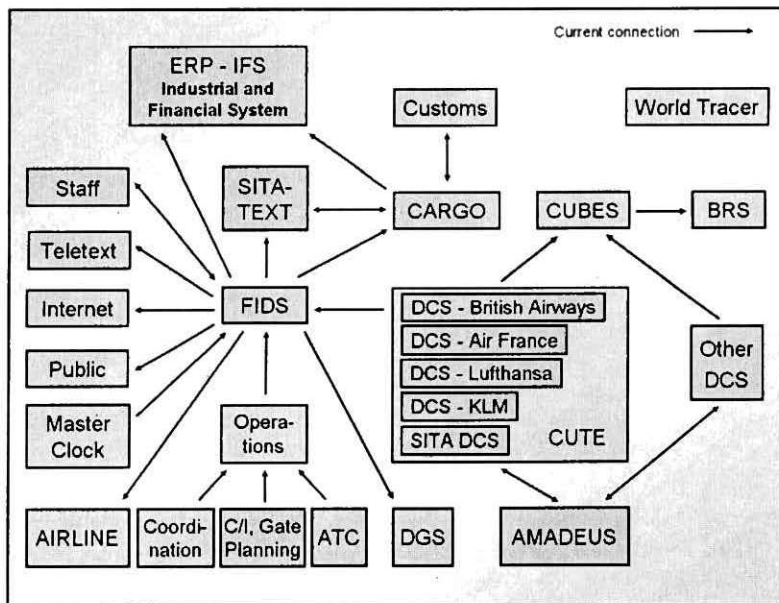 Current connection
ERP - IFS
Industrial and
Financial System
Customs
World Tracer
Staff
SITA-
TEXT
CARGO
CUBES
BRS
Teletext
Internet
FIDS
DCS - British Airways
DCS - Air France
DCS - Lufthansa
DCS - KLM
SITA DCS
CUTE
Other
DCS
Public
Master
Clock
Opera-
tions
AIRLINE
Coordi-
nation
C/I, Gate
Planning
ATC
DGS
AMADEUS